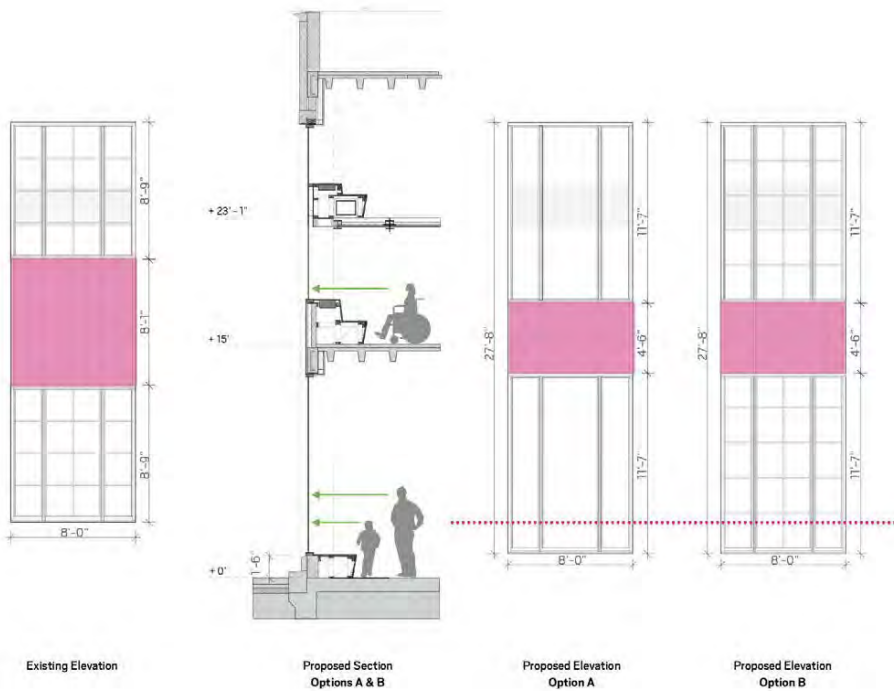 8'-9"
8'-1"
8'-9"
8'-0"
+ 23'-1"
+ 15'
+ 0'
1'-6"
27'-8"
11'-7"
4'-6"
11'-7"
8'-0"
27'-8"
11'-7"
4'-6"
11'-7"
8'-0"
Existing Elevation
Proposed Section
Options A & B
Proposed Elevation
Option A
Proposed Elevation
Option B